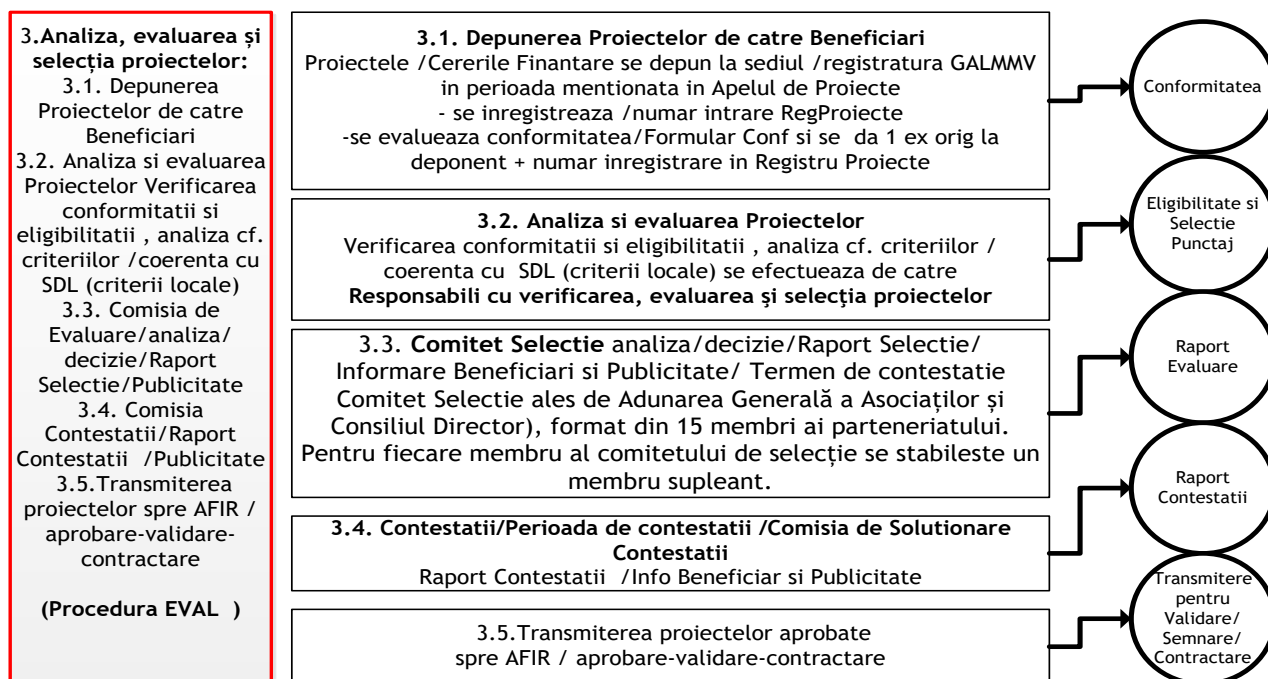 3.Analiza, evaluarea și
selecția proiectelor:
3.1. Depunerea
Proiectelor de catre
Beneficiari
3.2. Analiza si evaluarea
Proiectelor Verificarea
conformitatii si
eligibilitatii , analiza cf.
criteriilor /coerenta cu
SDL (criterii locale)
3.3. Comisia de
Evaluare/analiza/
decizie/Raport
Selectie/Publicitate
3.4. Comisia
Contestatii/Raport
Contestatii /Publicitate
3.5.Transmiterea
proiectelor spre AFIR /
aprobare-validare-
contractare
(Procedura EVAL )
3.1. Depunerea Proiectelor de catre Beneficiari
Proiectele /Cererile Finantare se depun la sediul /registratura GALMMV
in perioada mentionata in Apelul de Proiecte
- se inregistreaza /numar intrare RegProiecte
-se evalueaza conformitatea/Formular Conf si se da 1 ex orig la
deponent + numar inregistrare in Registru Proiecte
Conformitatea
3.2. Analiza si evaluarea Proiectelor
Verificarea conformitatii si eligibilitatii , analiza cf. criteriilor /
coerenta cu SDL (criterii locale) se efectueaza de catre
Responsabili cu verificarea, evaluarea şi selecţia proiectelor
Eligibilitate si
Selectie
Punctaj
3.3. Comitet Selectie analiza/decizie/Raport Selectie/
Informare Beneficiari si Publicitate/ Termen de contestatie
Comitet Selectie ales de Adunarea Generală a Asociaților și
Consiliul Director), format din 15 membri ai parteneriatului.
Pentru fiecare membru al comitetului de selecție se stabileste un
membru supleant.
Raport
Evaluare
3.4. Contestatii/Perioada de contestatii /Comisia de Solutionare
Contestatii
Raport Contestatii /Info Beneficiar si Publicitate
Raport
Contestatii
3.5.Transmiterea proiectelor aprobate
spre AFIR / aprobare-validare-contractare
Transmitere
pentru
Validare/
Semnare/
Contractare